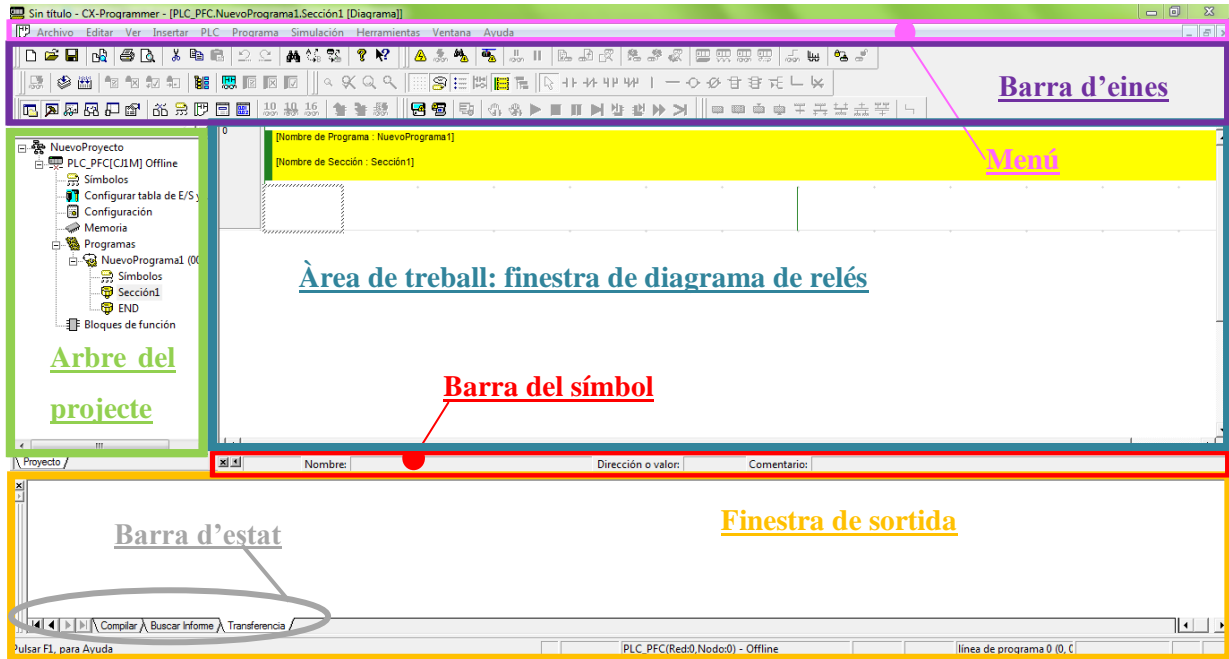 Sin título - CX-Programmer - [PLC_PFC.NuevoPrograma1.Sección1 [Diagrama]]
Archivo Editar Ver Insertar PLC Programa Simulación Herramientas Ventana Ayuda
Barra d’eines
10 10 16
0
[Nombre de Programa : NuevoPrograma1]
[Nombre de Sección : Sección1]
Menú
NuevoProyecto
PLC_PFC[CJ1M] Offline
Símbolos
Configurar tabla de E/S y
Configuración
Memoria
Programas
NuevoPrograma1 (00
Símbolos
Sección1
END
Bloques de función
Àrea de treball: finestra de diagrama de relés
Arbre del
projecte
Barra del símbol
Proyecto
Nombre: Dirección o valor: Comentario:
Finestra de sortida
Barra d’estat
Compilar Buscar Informe Transferencia
Pulsar F1, para Ayuda PLC_PFC(Red:0,Nodo:0) - Offline línea de programa 0 (0, 0